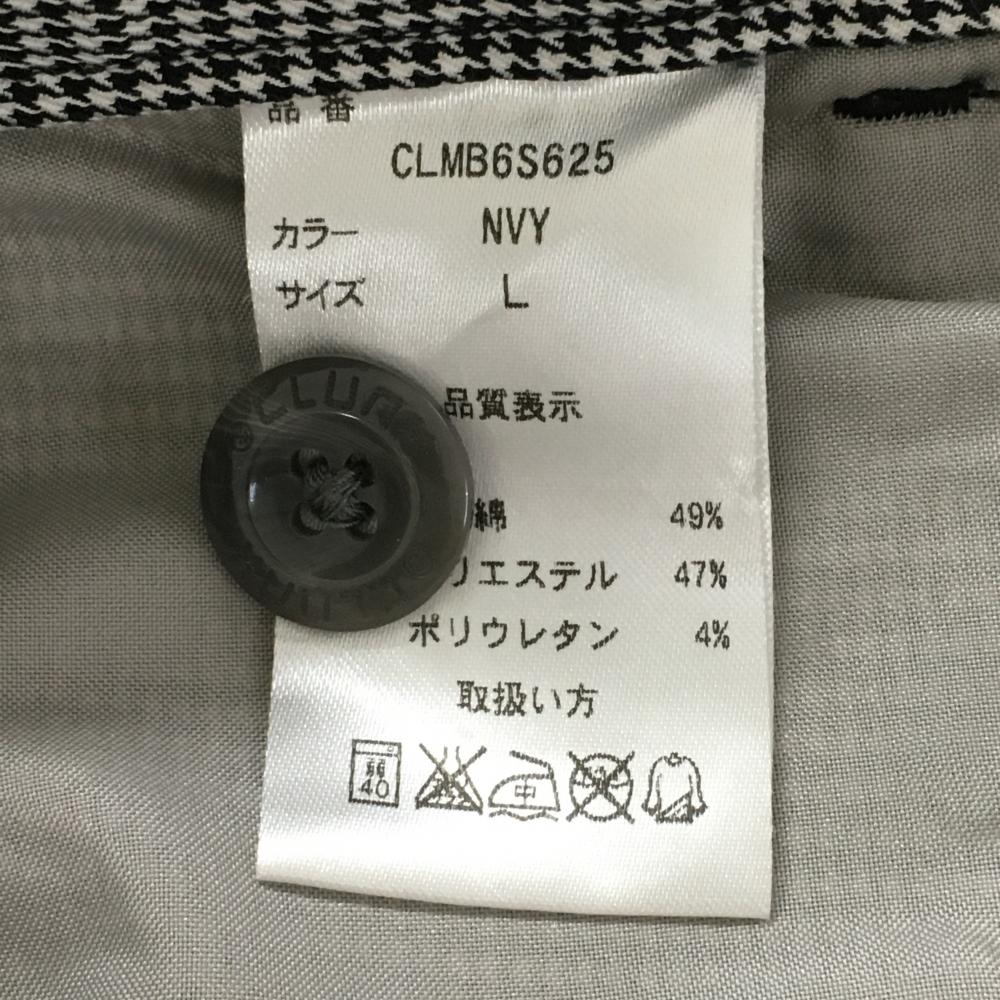 品番
CLMB6S625
カラー NVY
サイズ L
品質表示
綿 49%
リエステル 47%
ポリウレタン 4%
取扱い方
弱
40
中